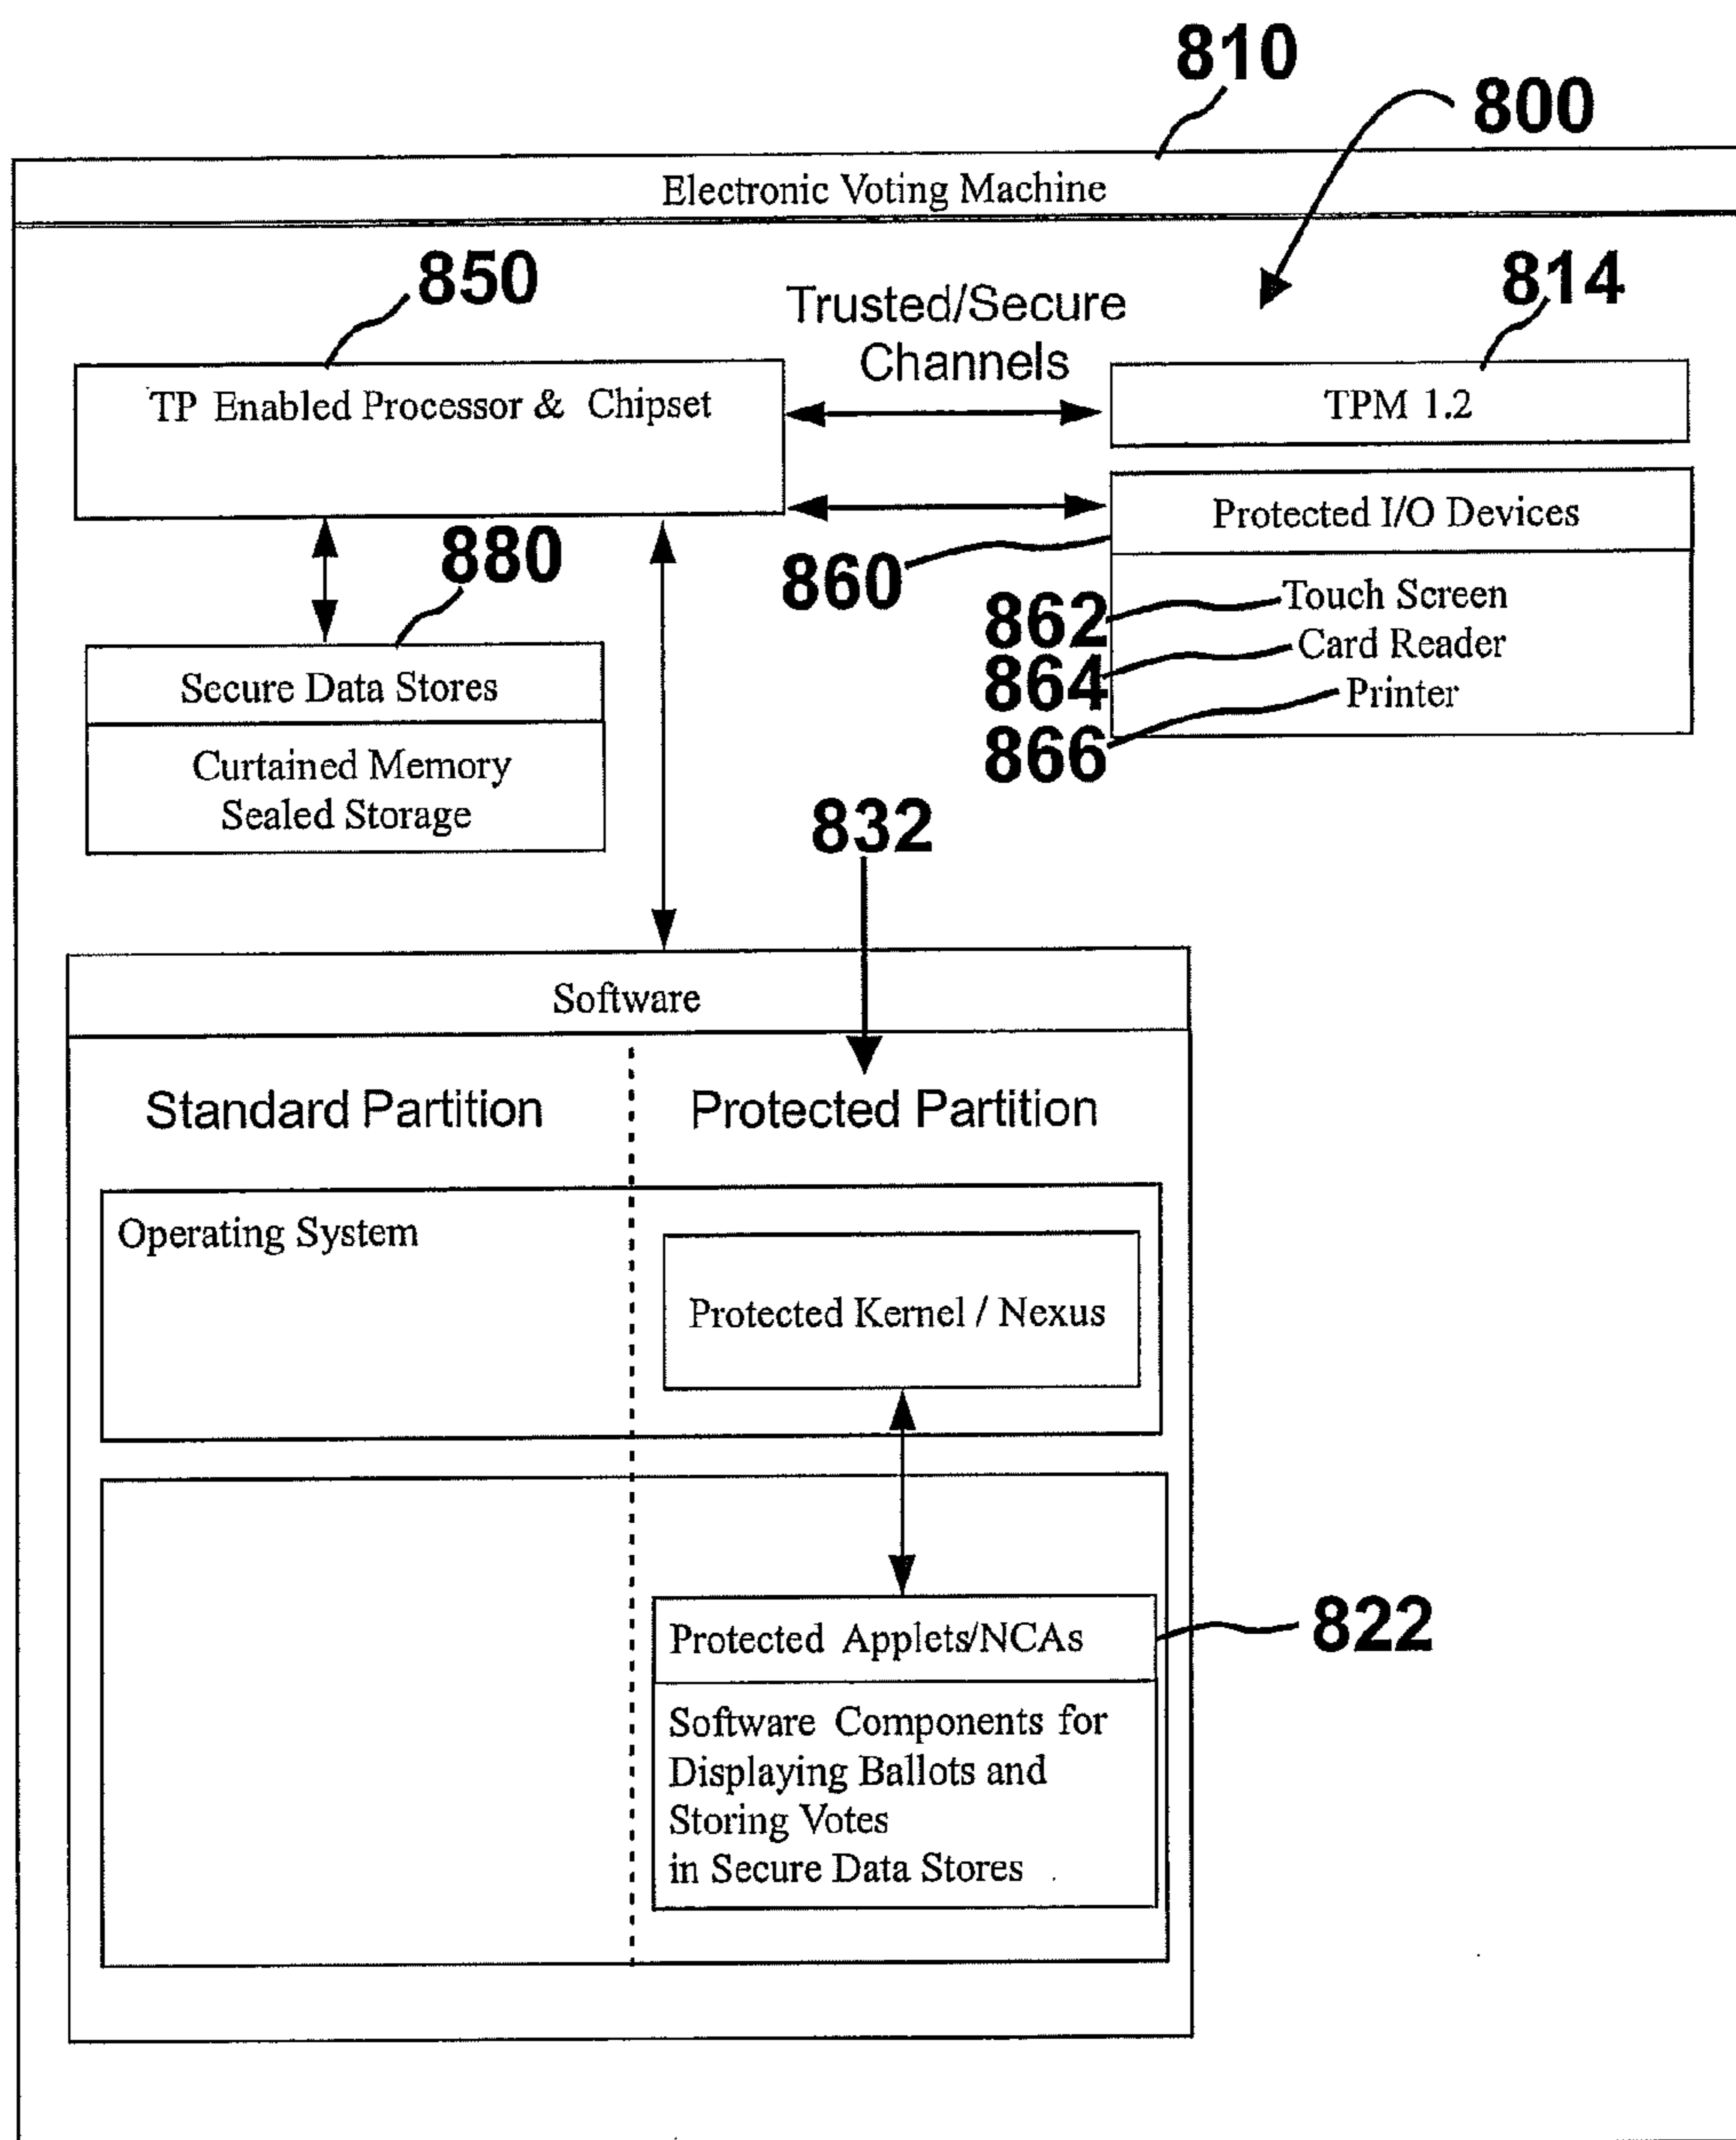 810
800
Electronic Voting Machine
850
Trusted/Secure
Channels
814
TP Enabled Processor & Chipset
TPM 1.2
880
860
Protected I/O Devices
862
Touch Screen
864
Card Reader
866
Printer
Secure Data Stores
Curtained Memory
Sealed Storage
832
Software
Standard Partition
Protected Partition
Operating System
Protected Kernel / Nexus
822
Protected Applets/NCAs
Software Components for
Displaying Ballots and
Storing Votes
in Secure Data Stores